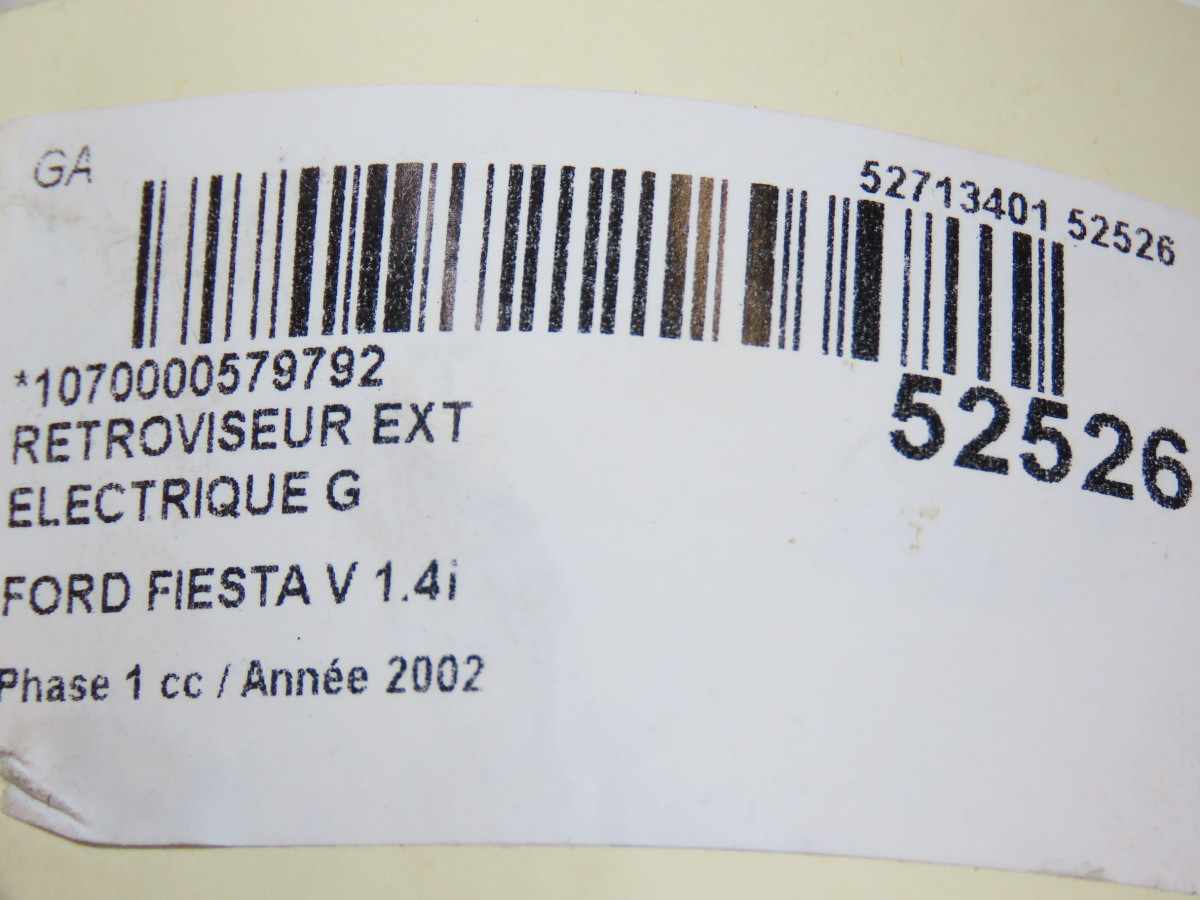 GA
52713401 52526
*1070000579792
52526
RETROVISEUR EXT
ELECTRIQUE G
FORD FIESTA V 1.4i
Phase 1 cc / Année 2002